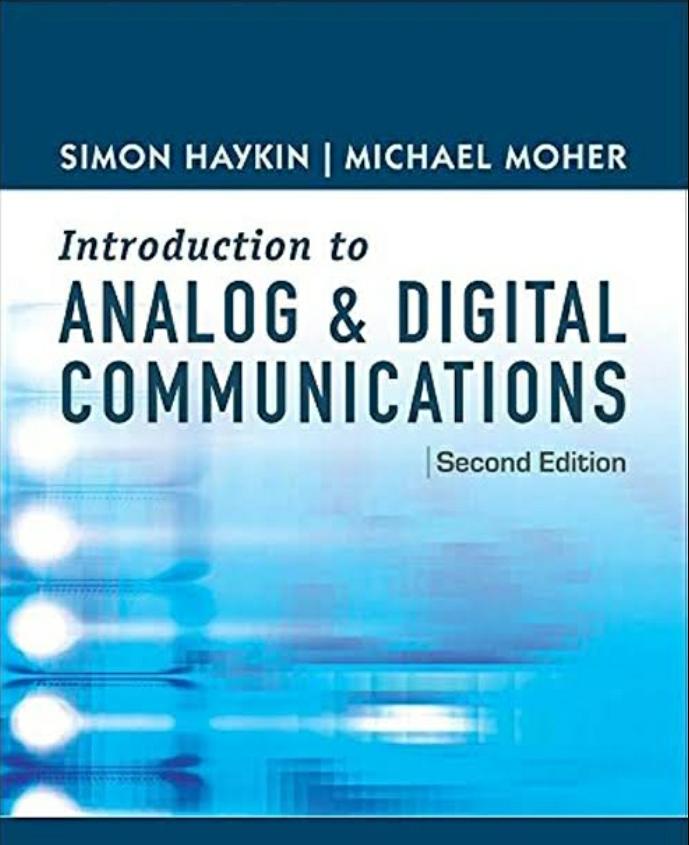 SIMON HAYKIN | MICHAEL MOHER
Introduction to
ANALOG & DIGITAL
COMMUNICATIONS
Second Edition